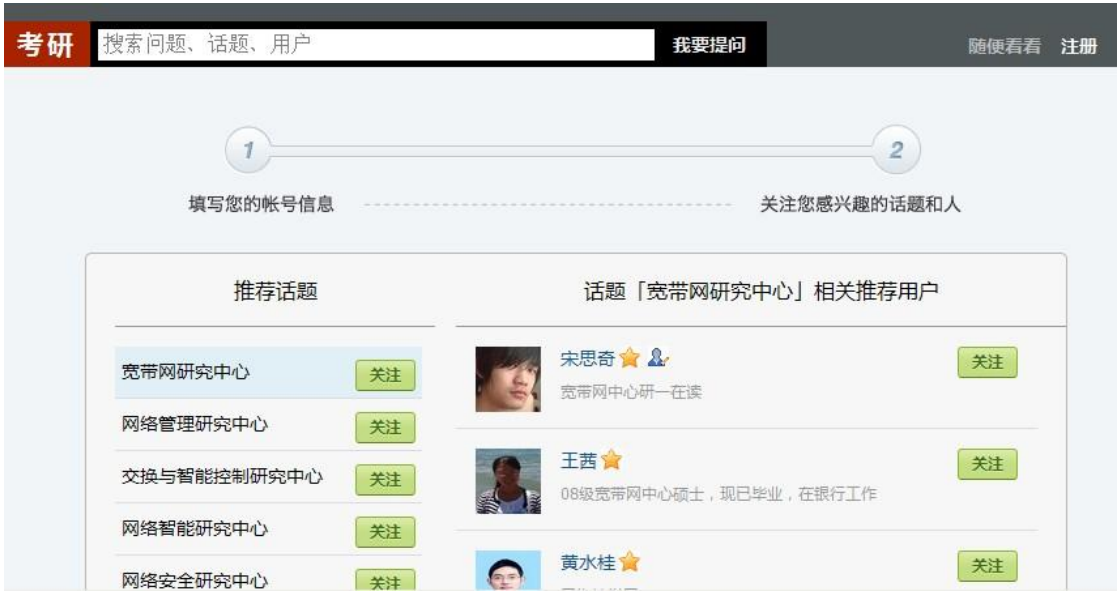 考研 搜索问题、话题、用户 我要提问 随便看看 注册
1 2
填写您的帐号信息 关注您感兴趣的话题和人
推荐话题
宽带网研究中心 关注
网络管理研究中心 关注
交换与智能控制研究中心 关注
网络智能研究中心 关注
网络安全研究中心 关注
话题「宽带网研究中心」相关推荐用户
宋思奇 关注
宽带网中心研一在读
王茜 关注
08级宽带网中心硕士，现已毕业，在银行工作
黄水桂 关注